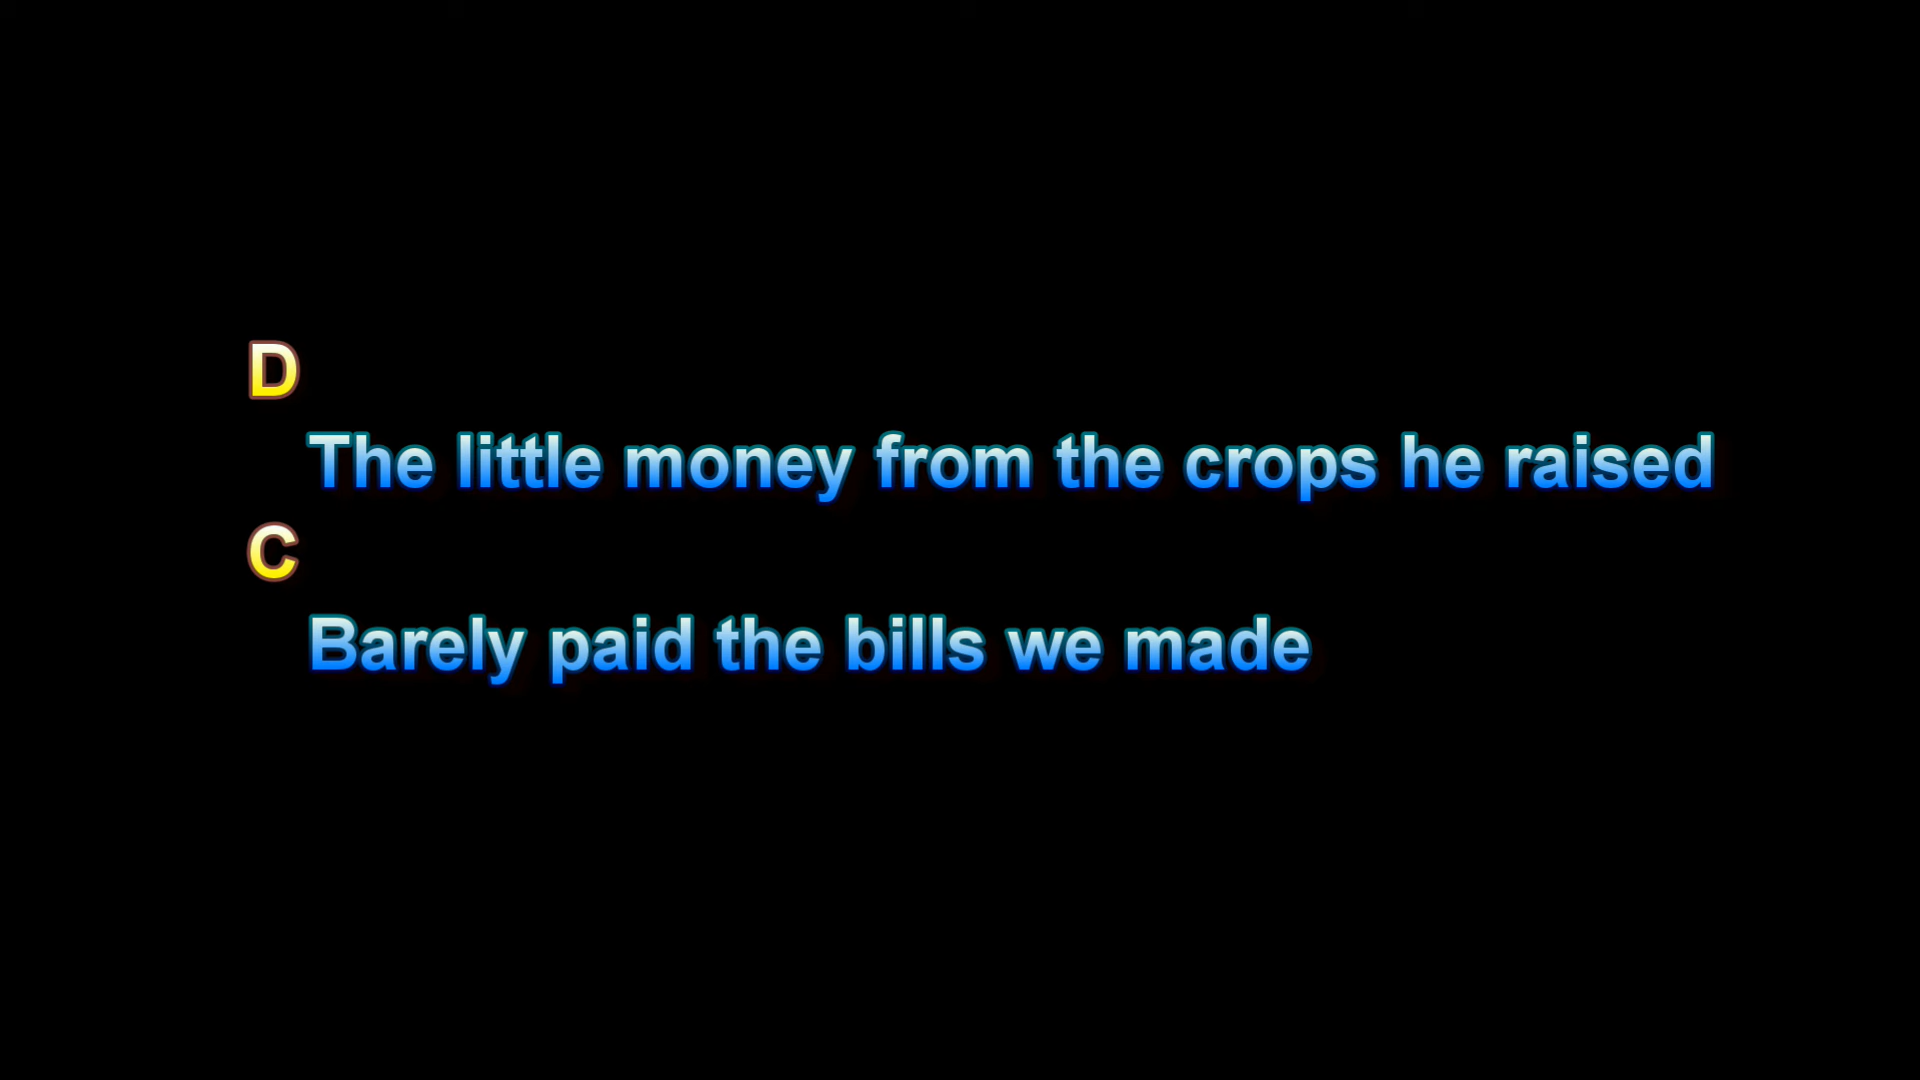 D
The little money from the crops he raised
C
Barely paid the bills we made